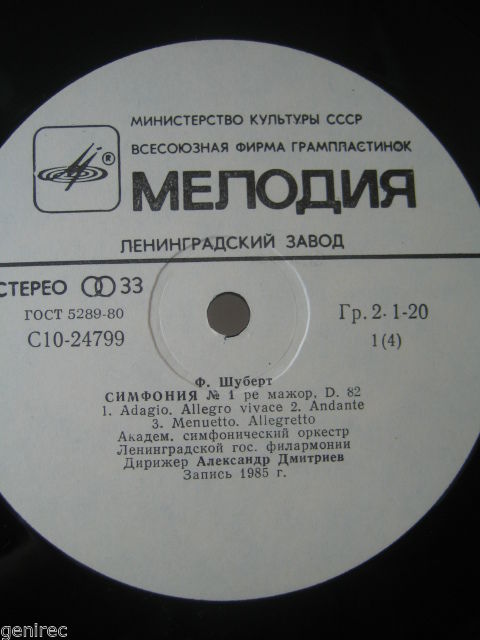 МИНИСТЕРСТВО КУЛЬТУРЫ СССР
ВСЕСОЮЗНАЯ ФИРМА ГРАМПЛАСТИНОК
®
МЕЛОДИЯ
ЛЕНИНГРАДСКИЙ ЗАВОД
СТЕРЕО 33
ГОСТ 5289-80
С10-24799
Гр. 2. 1-20
1(4)
Ф. Шуберт
СИМФОНИЯ № 1 ре мажор, D. 82
1. Adagio. Allegro vivace 2. Andante
3. Menuetto. Allegretto
Академ. симфонический оркестр
Ленинградской гос. филармонии
Дирижер Александр Дмитриев
Запись 1985 г.
genirec